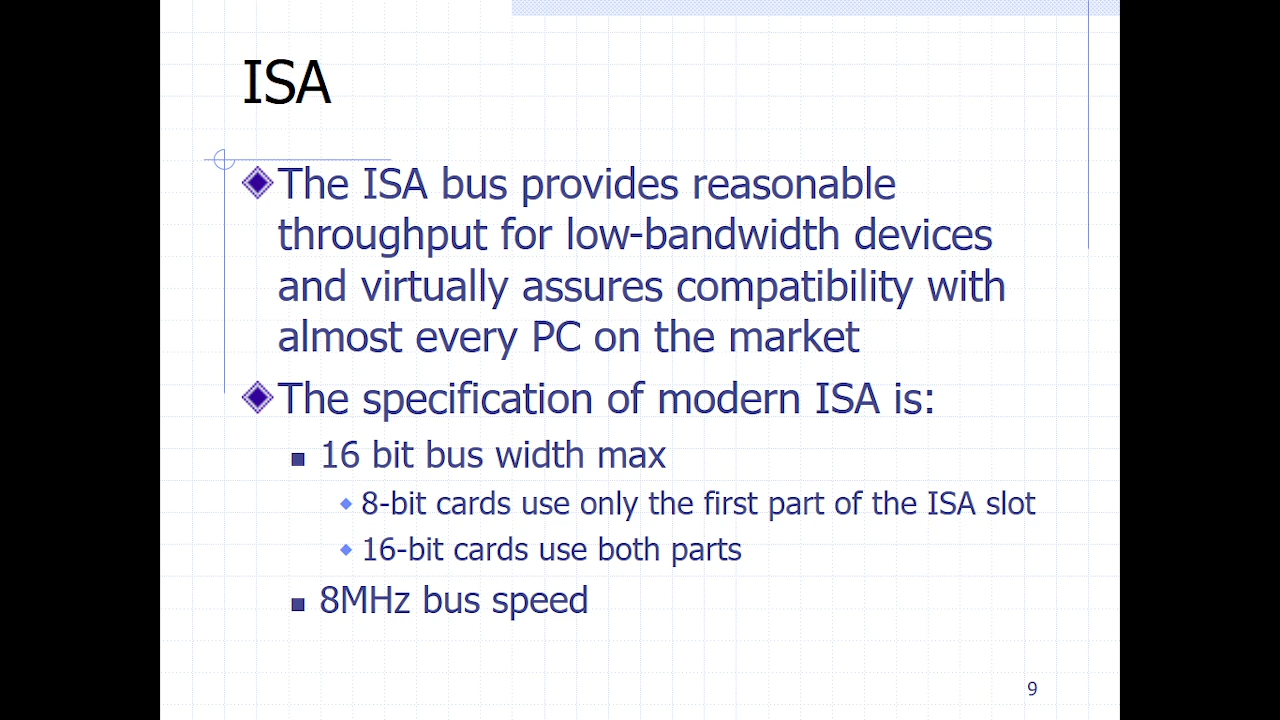 ISA
The ISA bus provides reasonable
throughput for low-bandwidth devices
and virtually assures compatibility with
almost every PC on the market
The specification of modern ISA is:
16 bit bus width max
8-bit cards use only the first part of the ISA slot
16-bit cards use both parts
8MHz bus speed
9